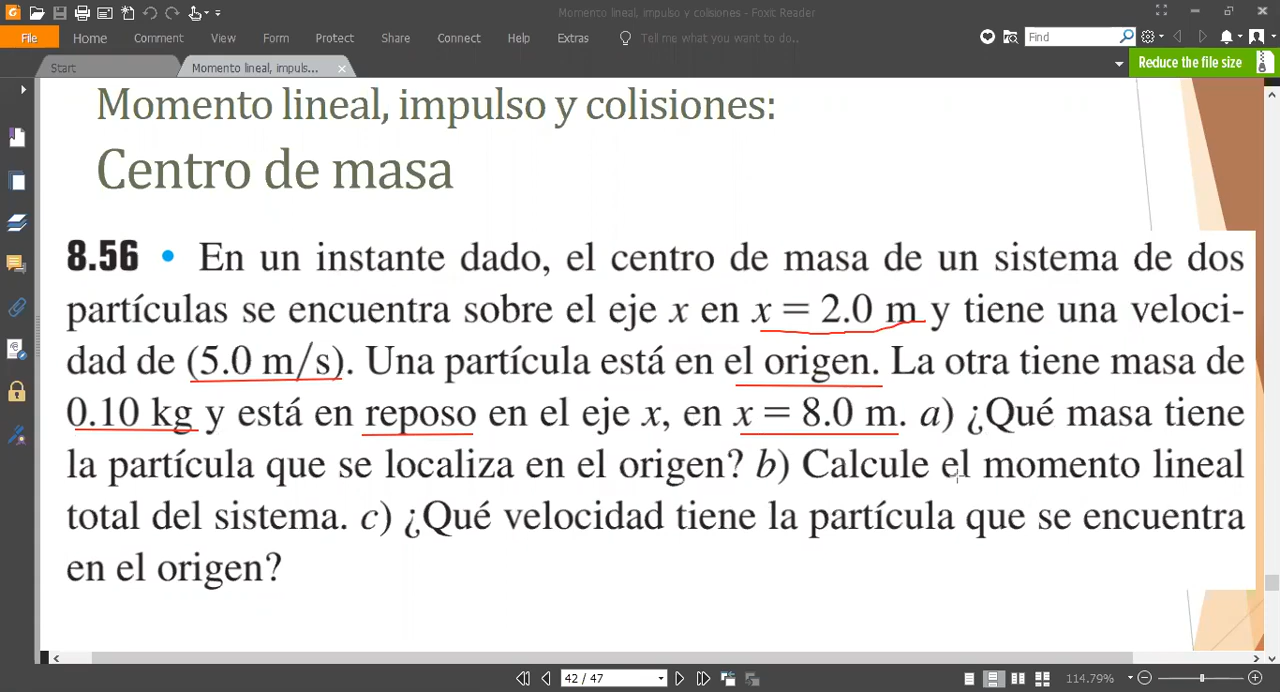 Momento lineal, impulso y colisiones - Foxit Reader
File Home Comment View Form Protect Share Connect Help Extras Tell me what you want to do.. Find
Start Momento lineal, impuls... Reduce the file size
Momento lineal, impulso y colisiones:
Centro de masa
8.56 • En un instante dado, el centro de masa de un sistema de dos
partículas se encuentra sobre el eje x en x = 2.0 m y tiene una veloci-
dad de (5.0 m/s). Una partícula está en el origen. La otra tiene masa de
0.10 kg y está en reposo en el eje x, en x = 8.0 m. a) ¿Qué masa tiene
la partícula que se localiza en el origen? b) Calcule el momento lineal
total del sistema. c) ¿Qué velocidad tiene la partícula que se encuentra
en el origen?
42 / 47 114.79%